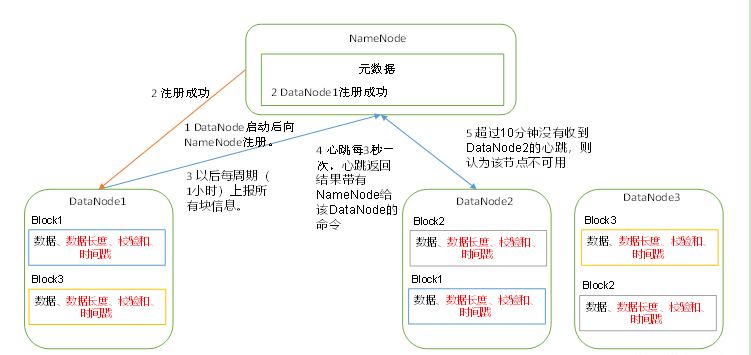 NameNode
元数据
2 DataNode1注册成功
2 注册成功
1 DataNode启动后向
NameNode注册。
3 以后每周期（
1小时）上报所
有块信息。
4 心跳每3秒一
次，心跳返回
结果带有
NameNode给
该DataNode的
命令
5 超过10分钟没有收到
DataNode2的心跳，则
认为该节点不可用
DataNode1
Block1
数据、数据长度、校验和、
时间戳
Block3
数据、数据长度、校验和、
时间戳
DataNode2
Block2
数据、数据长度、校验和、
时间戳
Block1
数据、数据长度、校验和、
时间戳
DataNode3
Block3
数据、数据长度、校验和、
时间戳
Block2
数据、数据长度、校验和、
时间戳